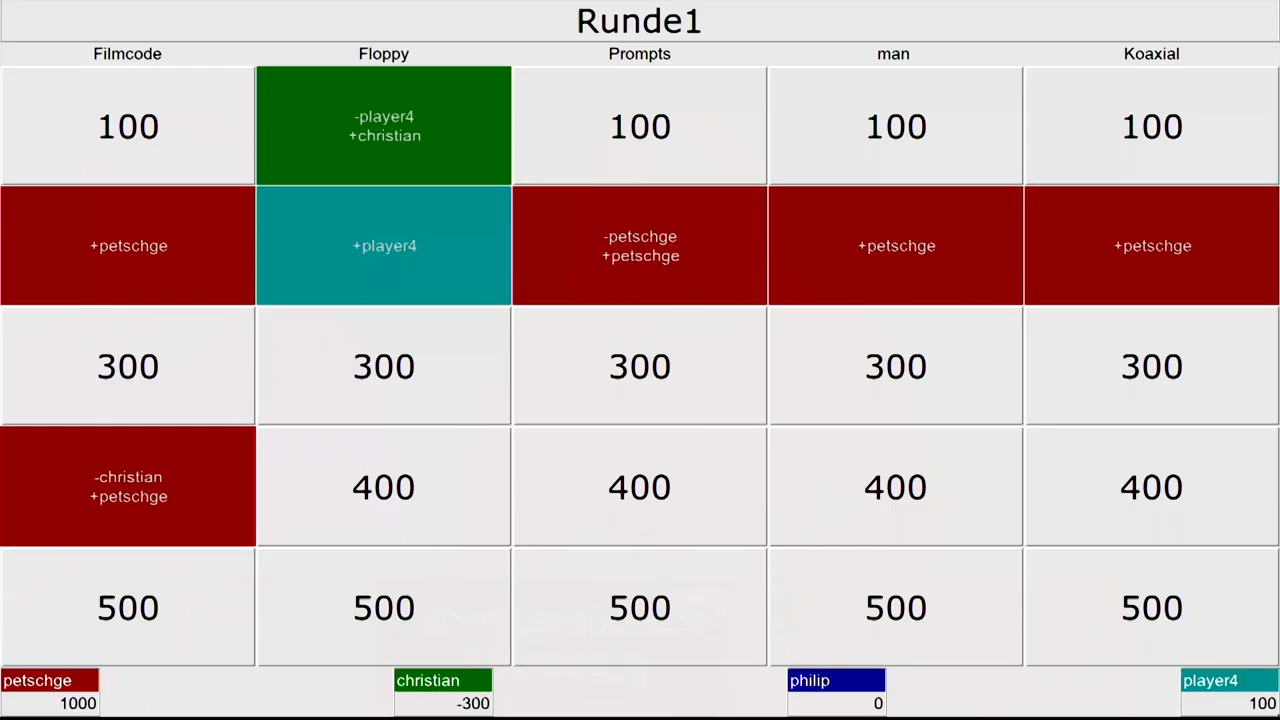 Runde1
Filmcode Floppy Prompts man Koaxial
100 -player4 100 100 100
+christian
+petschge +player4 -petschge +petschge +petschge
+petschge
300 300 300 300 300
-christian 400 400 400 400
+petschge
500 500 500 500 500
petschge christian philip player4
1000 -300 0 100